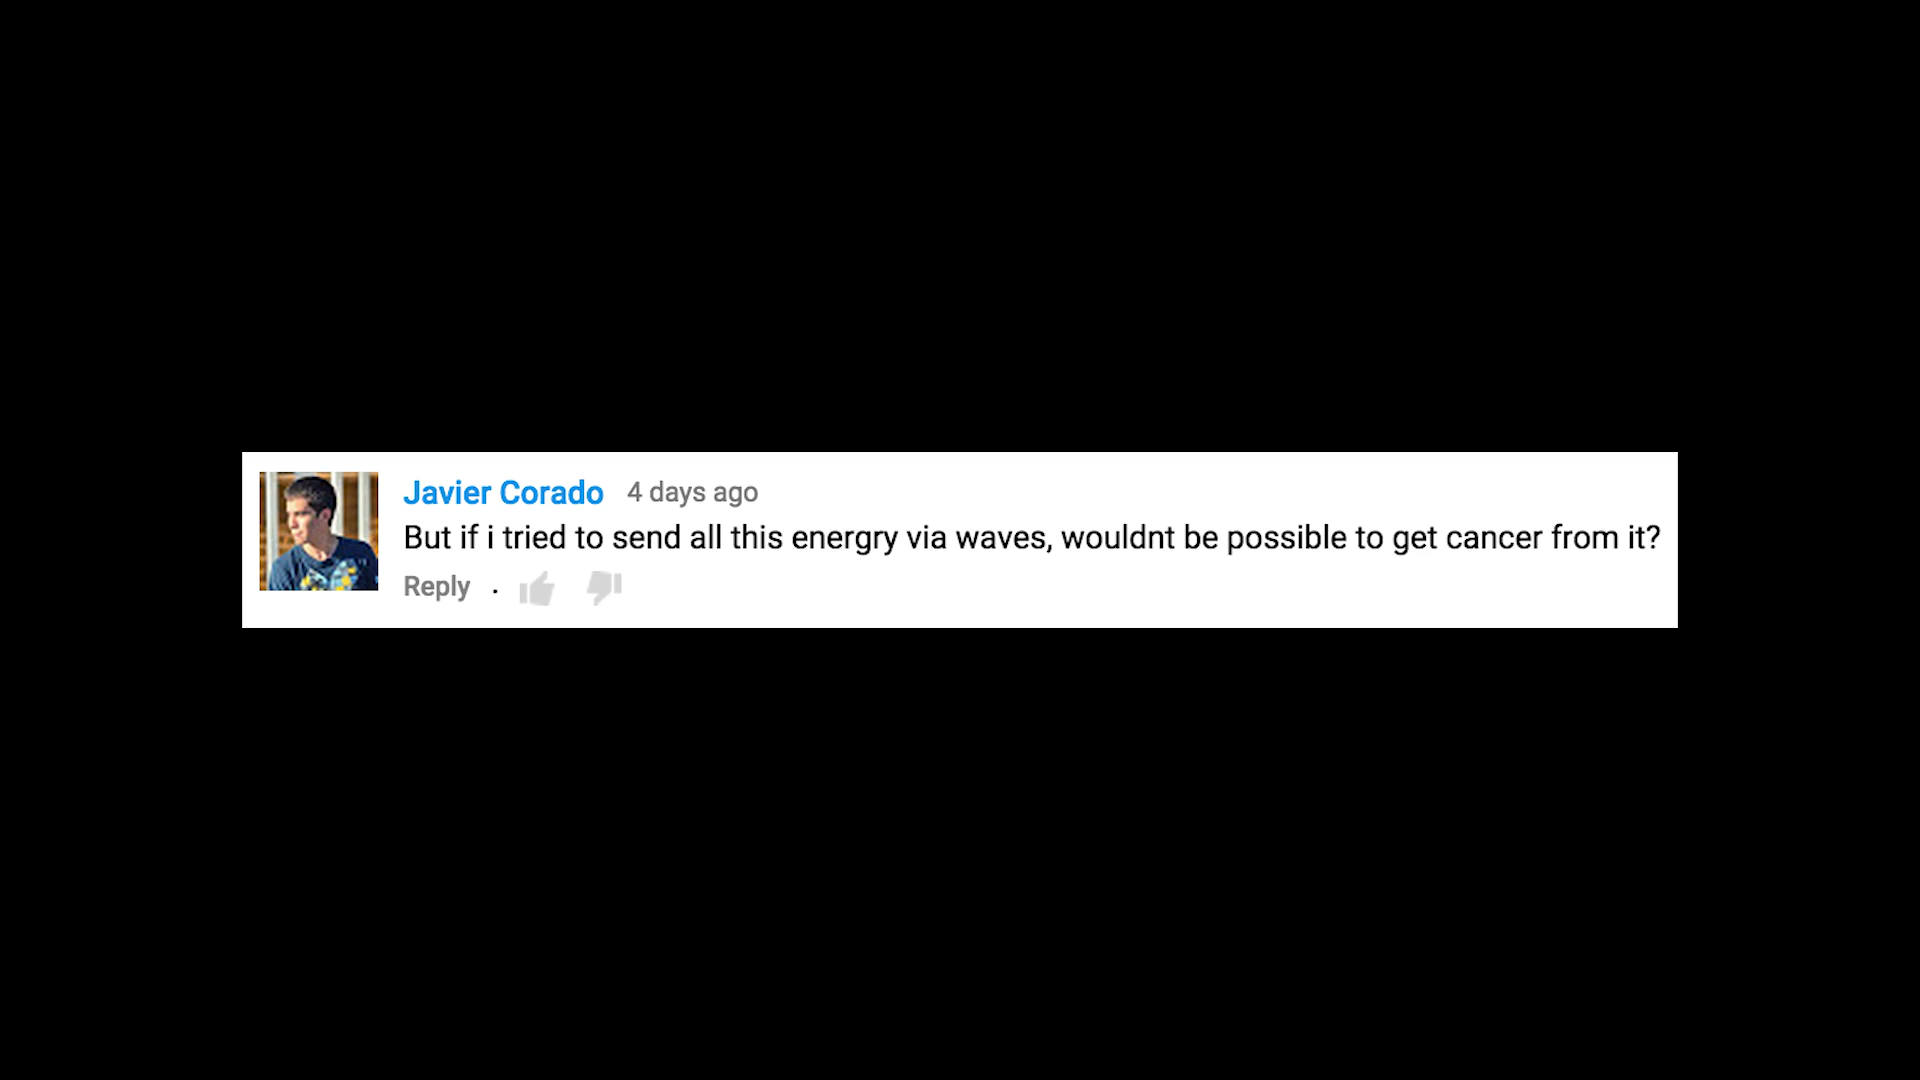 Javier Corado 4 days ago
But if i tried to send all this energry via waves, wouldnt be possible to get cancer from it?
Reply .